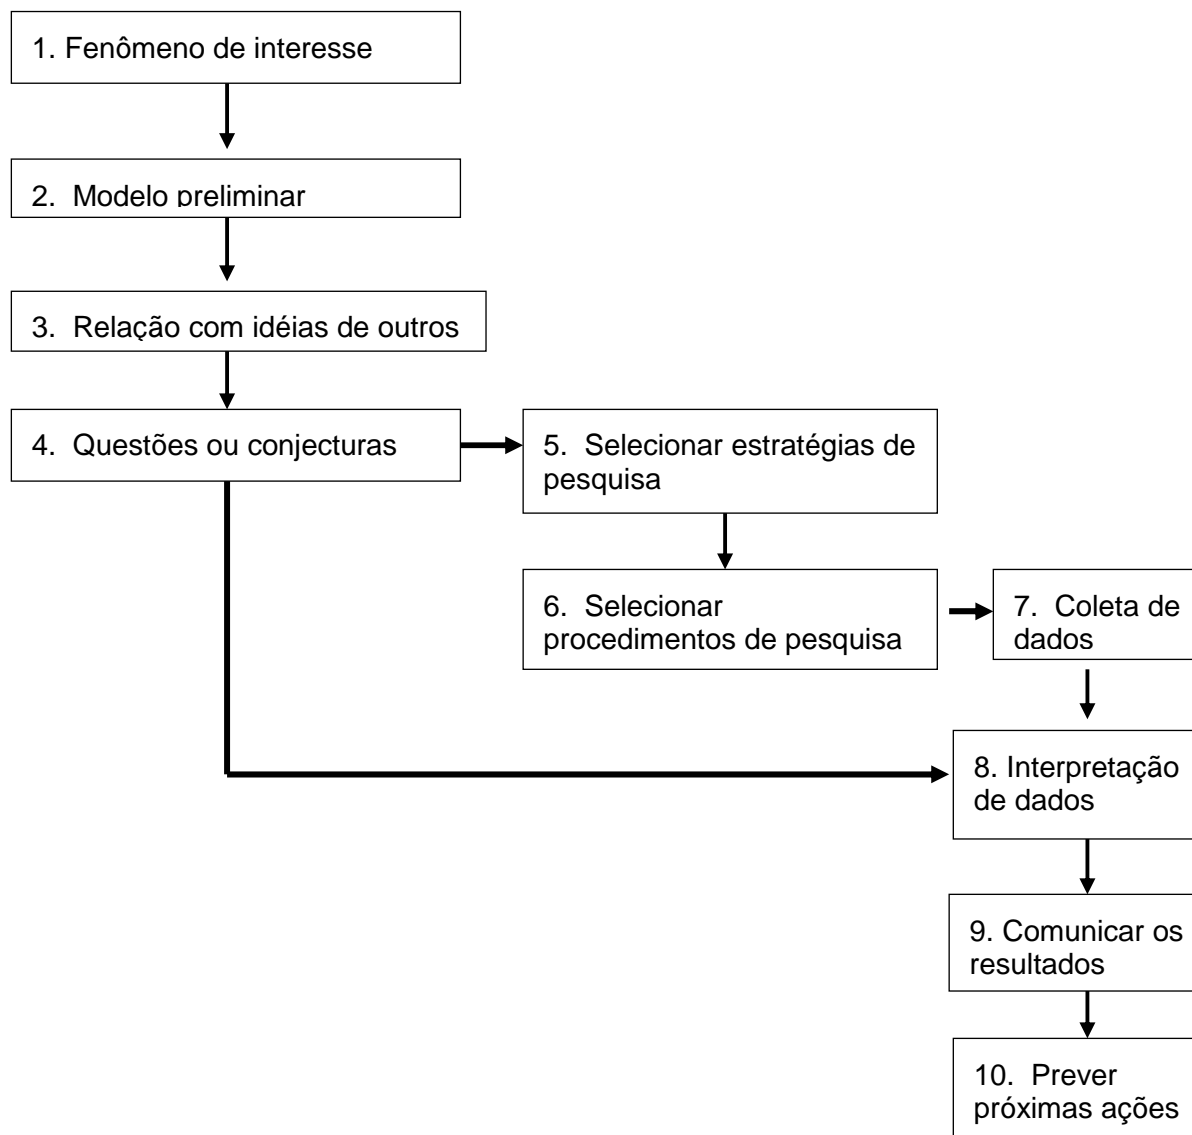 1. Fenômeno de interesse
2. Modelo preliminar
3. Relação com idéias de outros
4. Questões ou conjecturas
5. Selecionar estratégias de
pesquisa
6. Selecionar
procedimentos de pesquisa
7. Coleta de
dados
8. Interpretação
de dados
9. Comunicar os
resultados
10. Prever
próximas ações